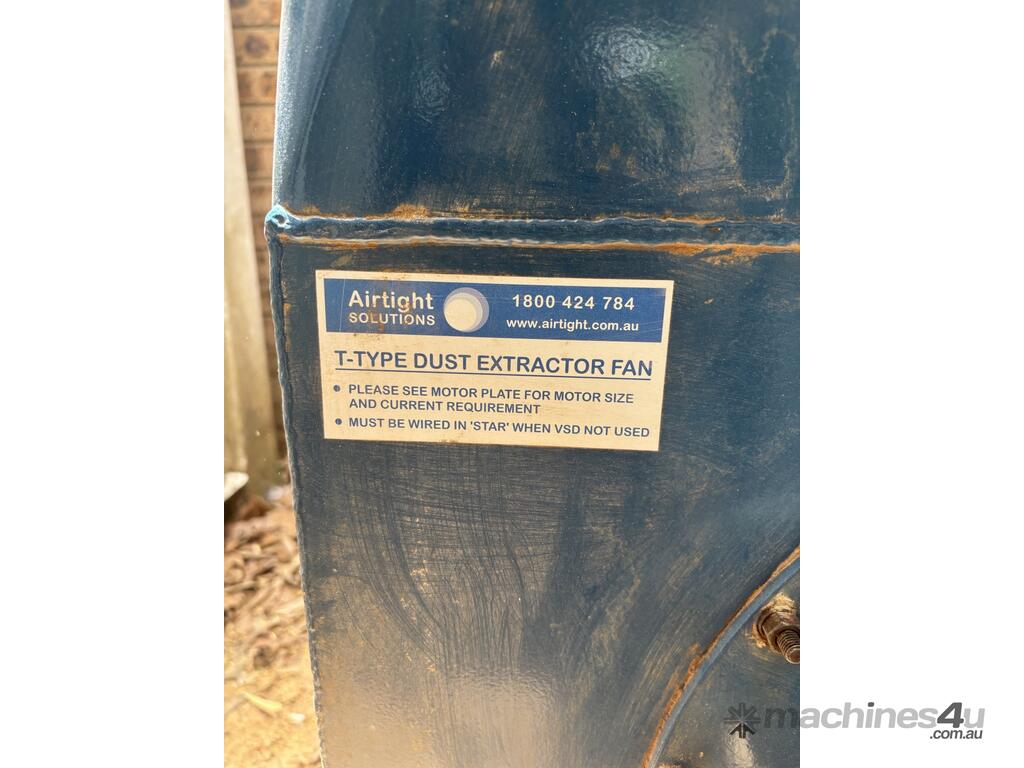 Airtight
SOLUTIONS
1800 424 784
www.airtight.com.au
T-TYPE DUST EXTRACTOR FAN
• PLEASE SEE MOTOR PLATE FOR MOTOR SIZE
AND CURRENT REQUIREMENT
• MUST BE WIRED IN 'STAR' WHEN VSD NOT USED
machines4u
.com.au